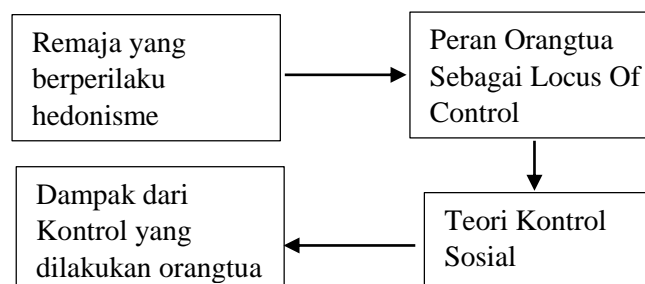 Remaja yang
berperilaku
hedonisme
Peran Orangtua
Sebagai Locus Of
Control
Teori Kontrol
Sosial
Dampak dari
Kontrol yang
dilakukan orangtua